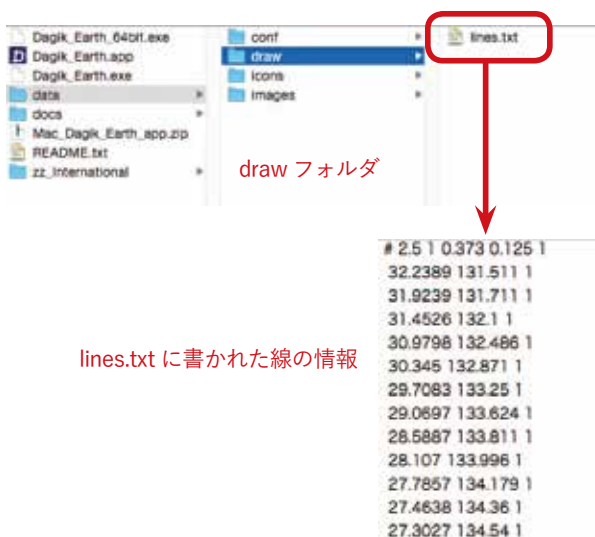 Dagik_Earth_64bit.exe
Dagik_Earth.app
Dagik_Earth.exe
data
docs
Mac_Dagik_Earth_app.zip
README.txt
zz_International
conf
draw
icons
images
lines.txt
draw フォルダ
lines.txt に書かれた線の情報
# 2.5 1 0.373 0.125 1
32.2389 131.511 1
31.9239 131.711 1
31.4526 132.1 1
30.9798 132.486 1
30.345 132.871 1
29.7083 133.25 1
29.0697 133.624 1
28.5887 133.811 1
28.107 133.996 1
27.7857 134.179 1
27.4638 134.36 1
27.3027 134.54 1